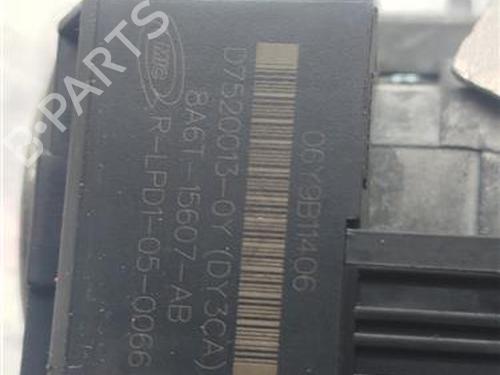 06Y9B11406
D7520013-0Y (DY3CA)
8A6T-15607-AB
R-LPD1-05-0066
B-PARTS